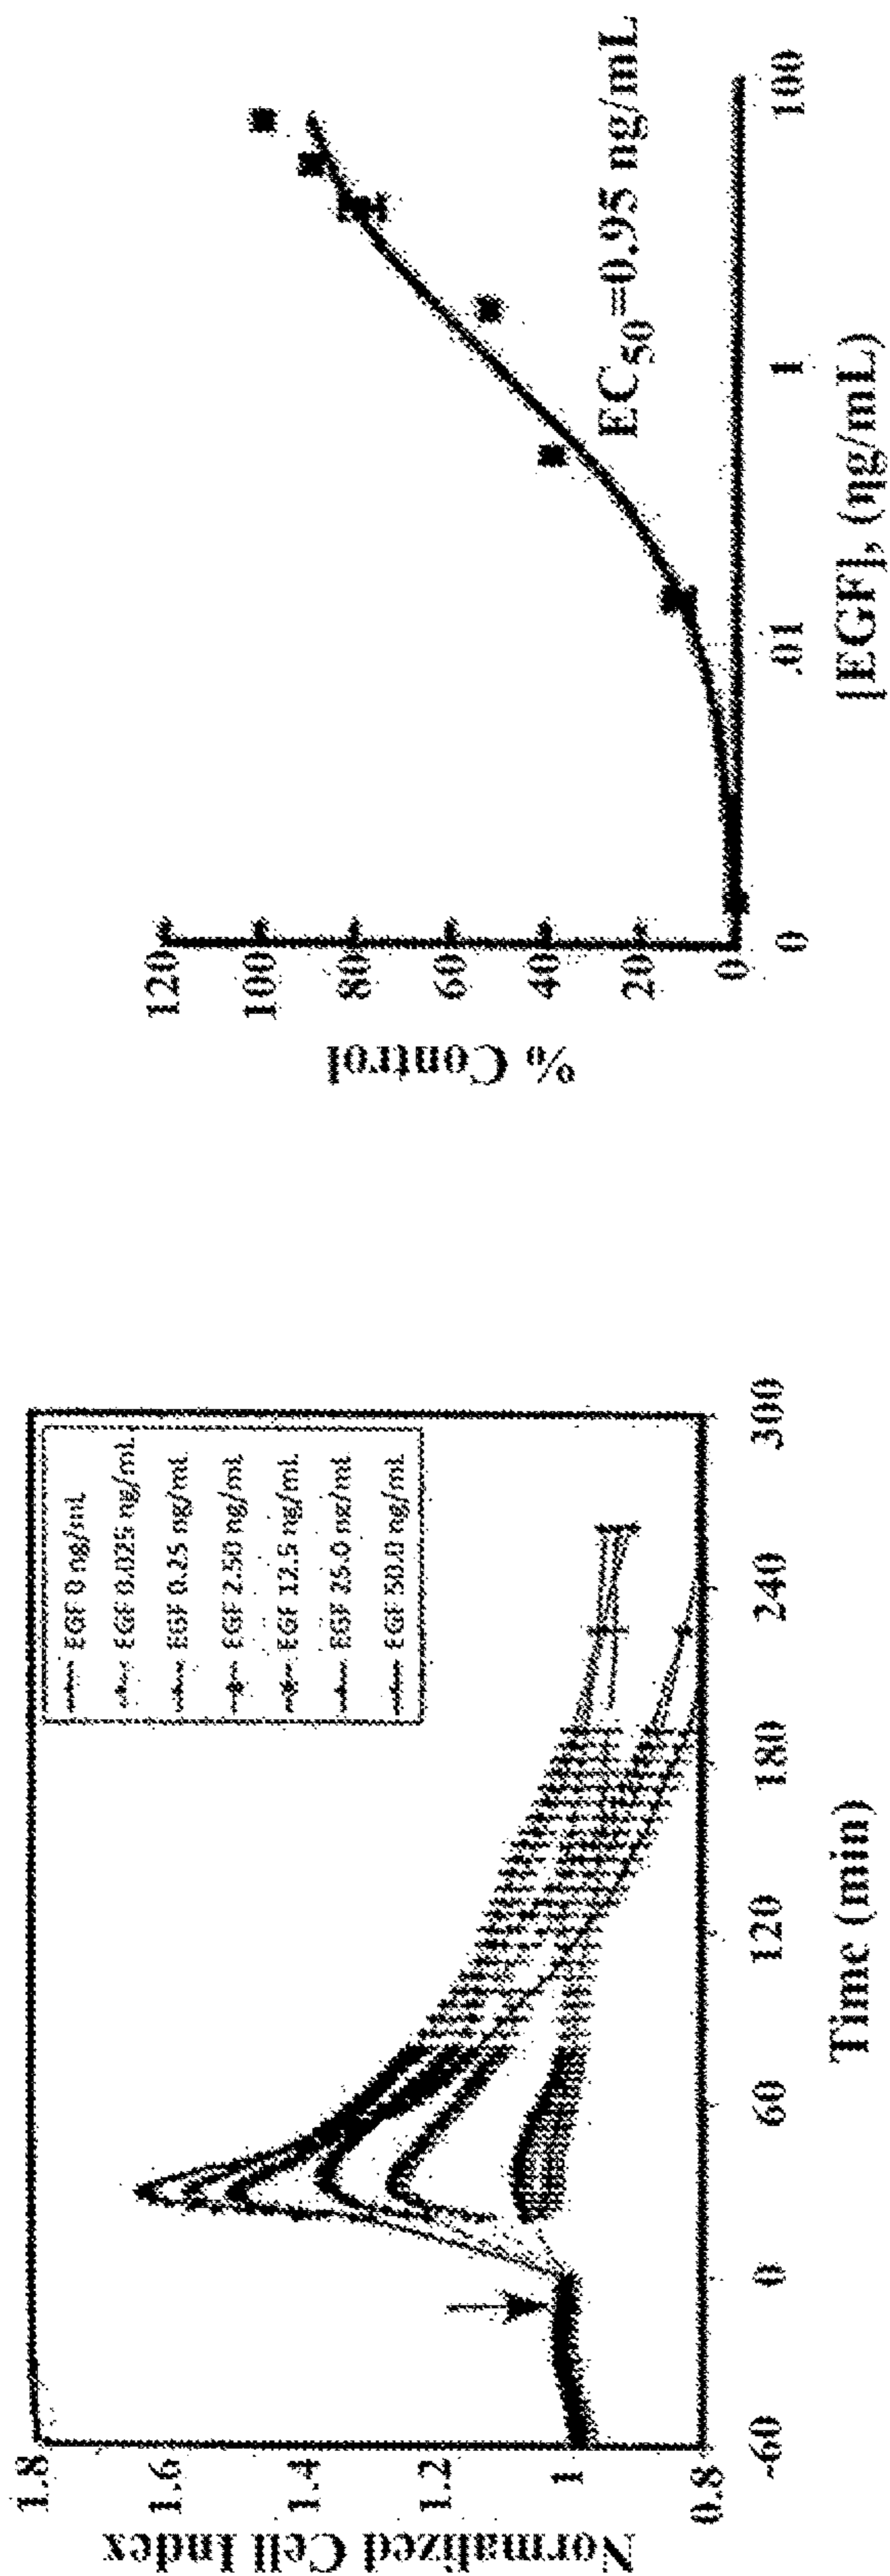 Normalized Cell Index
1.8
1.6
1.4
1.2
1
0.8
-60
0
60
120
180
240
300
Time (min)
EGF 0 ng/mL
EGF 0.025 ng/mL
EGF 0.25 ng/mL
EGF 2.50 ng/mL
EGF 12.5 ng/mL
EGF 25.0 ng/mL
EGF 50.0 ng/mL
% Control
120
100
80
60
40
20
0
0
.01
1
100
[EGF], (ng/mL)
EC50=0.95 ng/mL